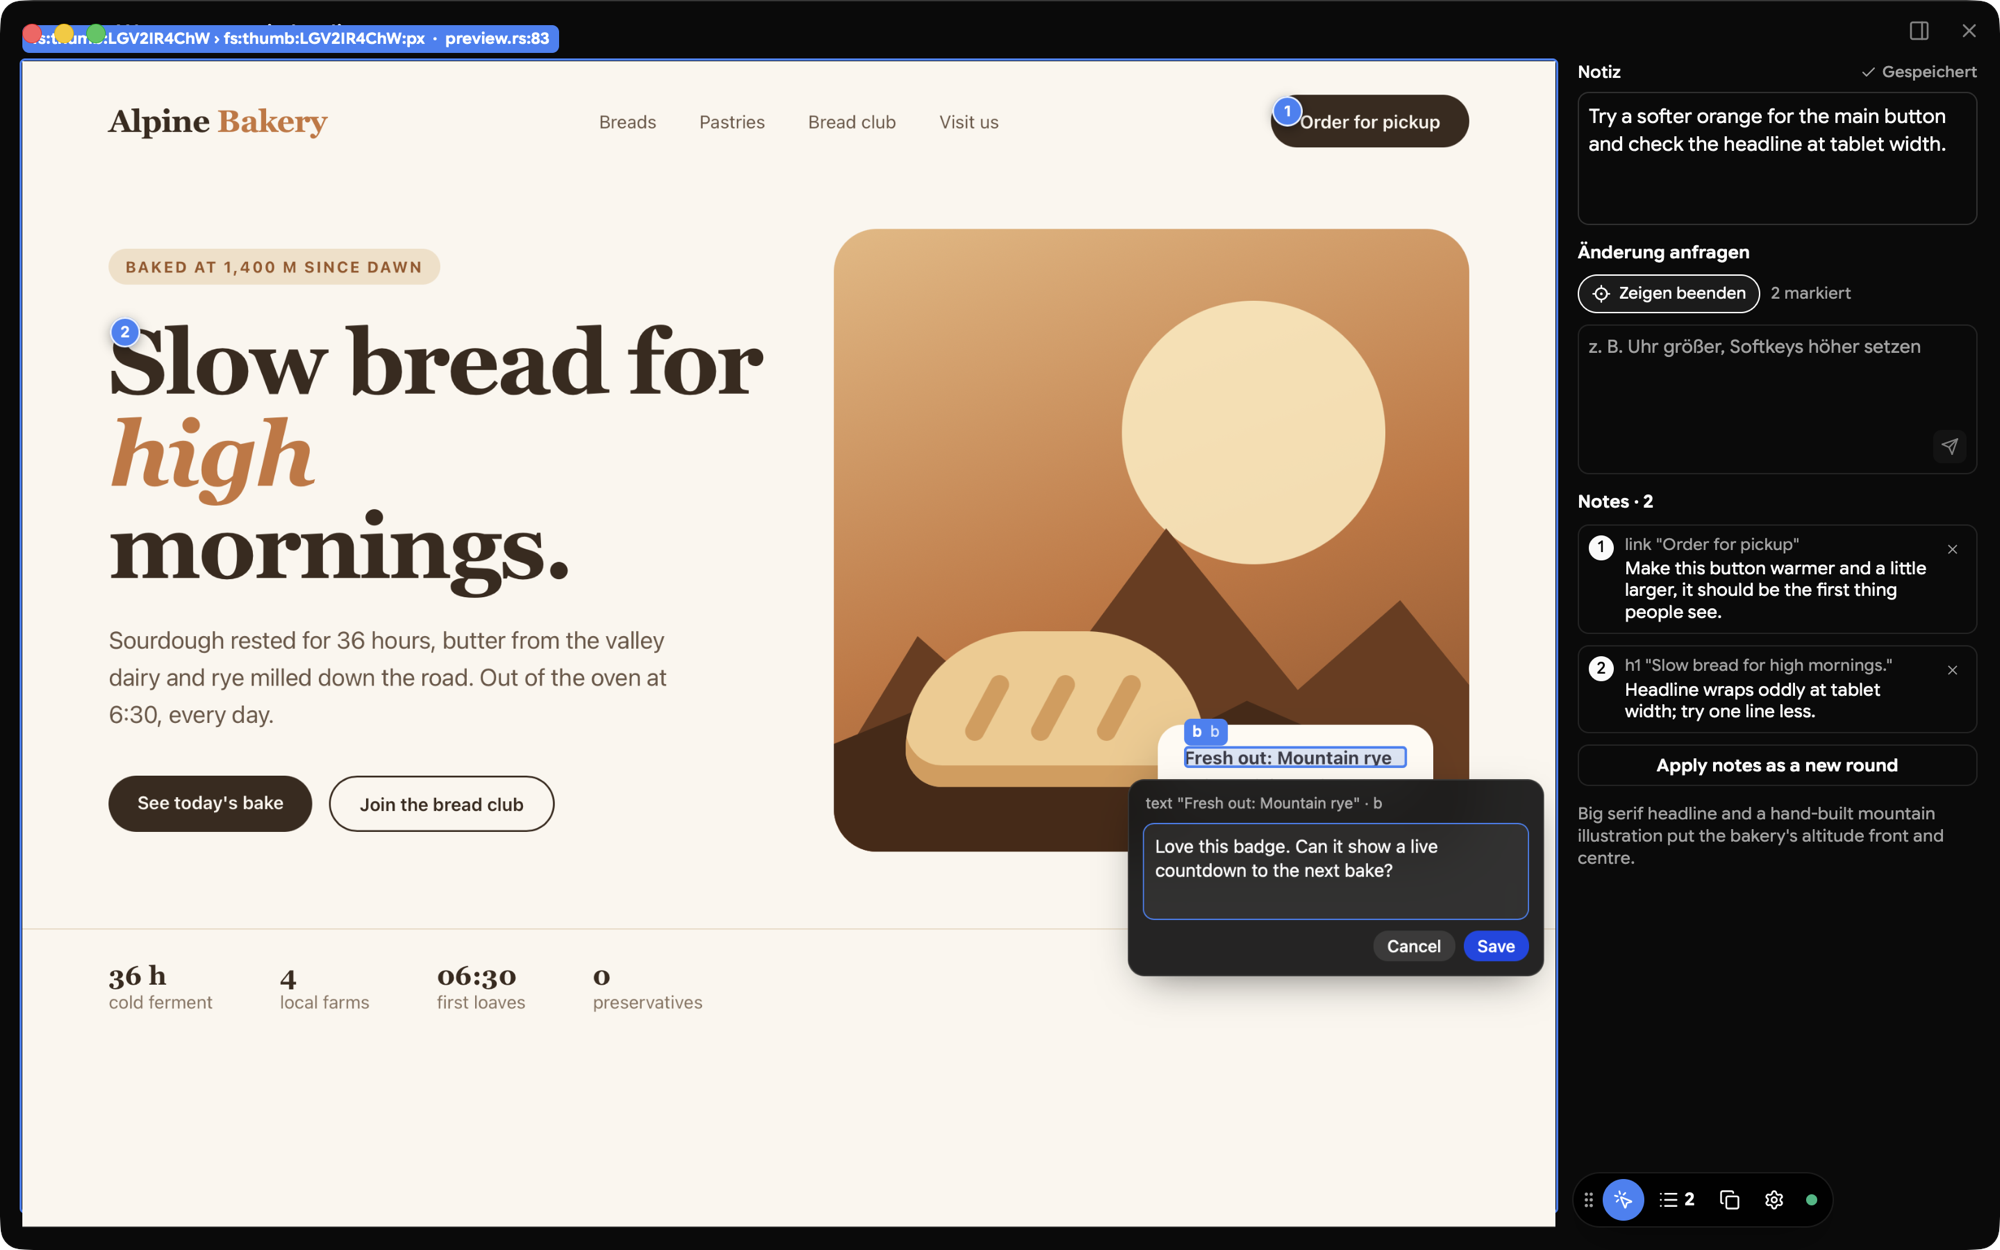 :LGV2IR4ChW › fs:thumb:LGV2IR4ChW:px · preview.rs:83
Alpine Bakery
Breads
Pastries
Bread club
Visit us
1
Order for pickup
BAKED AT 1,400 M SINCE DAWN
2
Slow bread for
high
mornings.
Sourdough rested for 36 hours, butter from the valley
dairy and rye milled down the road. Out of the oven at
6:30, every day.
See today's bake
Join the bread club
b b
Fresh out: Mountain rye
text "Fresh out: Mountain rye" · b
Love this badge. Can it show a live
countdown to the next bake?
Cancel
Save
36 h
cold ferment
4
local farms
06:30
first loaves
0
preservatives
Notiz
Gespeichert
Try a softer orange for the main button
and check the headline at tablet width.
Änderung anfragen
Zeigen beenden
2 markiert
z. B. Uhr größer, Softkeys höher setzen
Notes · 2
1
link "Order for pickup"
Make this button warmer and a little
larger, it should be the first thing
people see.
2
h1 "Slow bread for high mornings."
Headline wraps oddly at tablet
width; try one line less.
Apply notes as a new round
Big serif headline and a hand-built mountain
illustration put the bakery's altitude front and
centre.
2